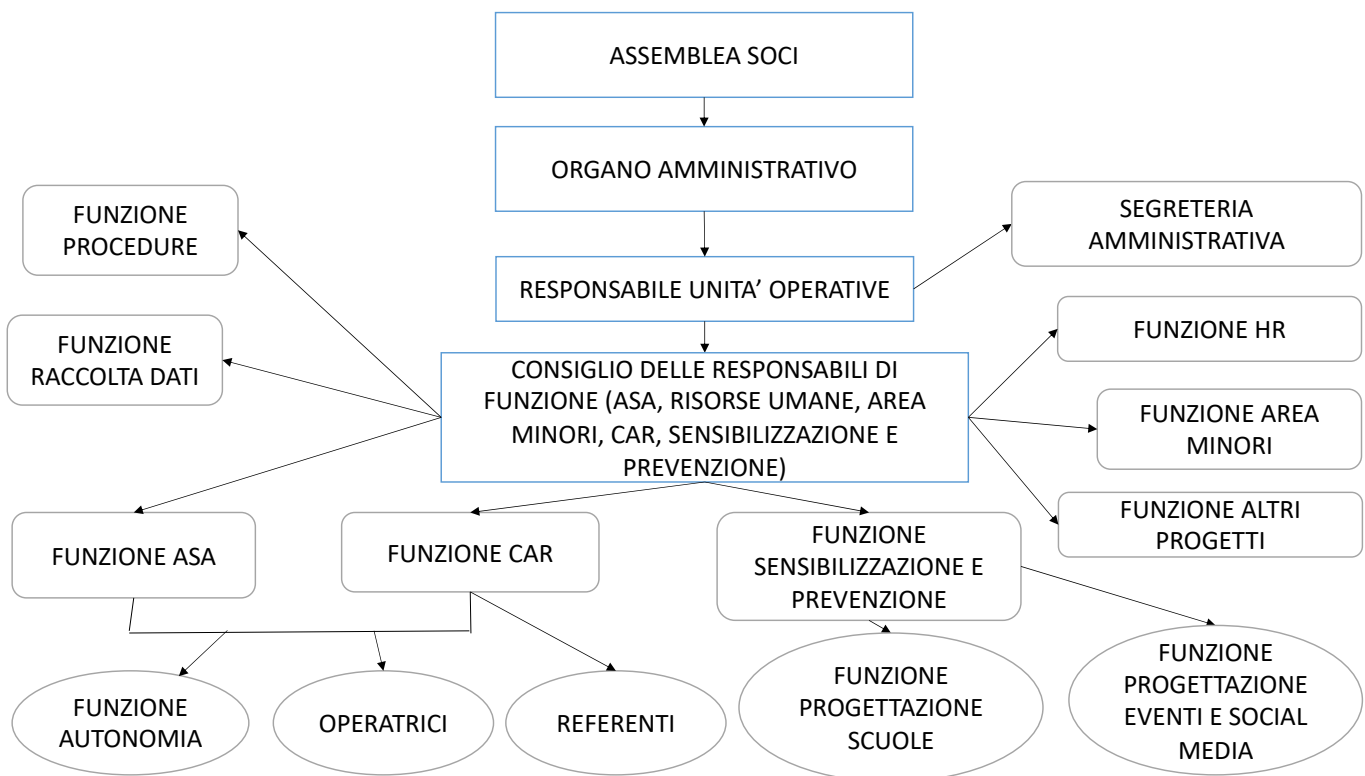 ASSEMBLEA SOCI
ORGANO AMMINISTRATIVO
FUNZIONE
PROCEDURE
SEGRETERIA
AMMINISTRATIVA
RESPONSABILE UNITA’ OPERATIVE
FUNZIONE
RACCOLTA DATI
FUNZIONE HR
CONSIGLIO DELLE RESPONSABILI DI
FUNZIONE (ASA, RISORSE UMANE, AREA
MINORI, CAR, SENSIBILIZZAZIONE E
PREVENZIONE)
FUNZIONE AREA
MINORI
FUNZIONE ALTRI
PROGETTI
FUNZIONE ASA
FUNZIONE CAR
FUNZIONE
SENSIBILIZZAZIONE E
PREVENZIONE
FUNZIONE
AUTONOMIA
OPERATRICI
REFERENTI
FUNZIONE
PROGETTAZIONE
SCUOLE
FUNZIONE
PROGETTAZIONE
EVENTI E SOCIAL
MEDIA